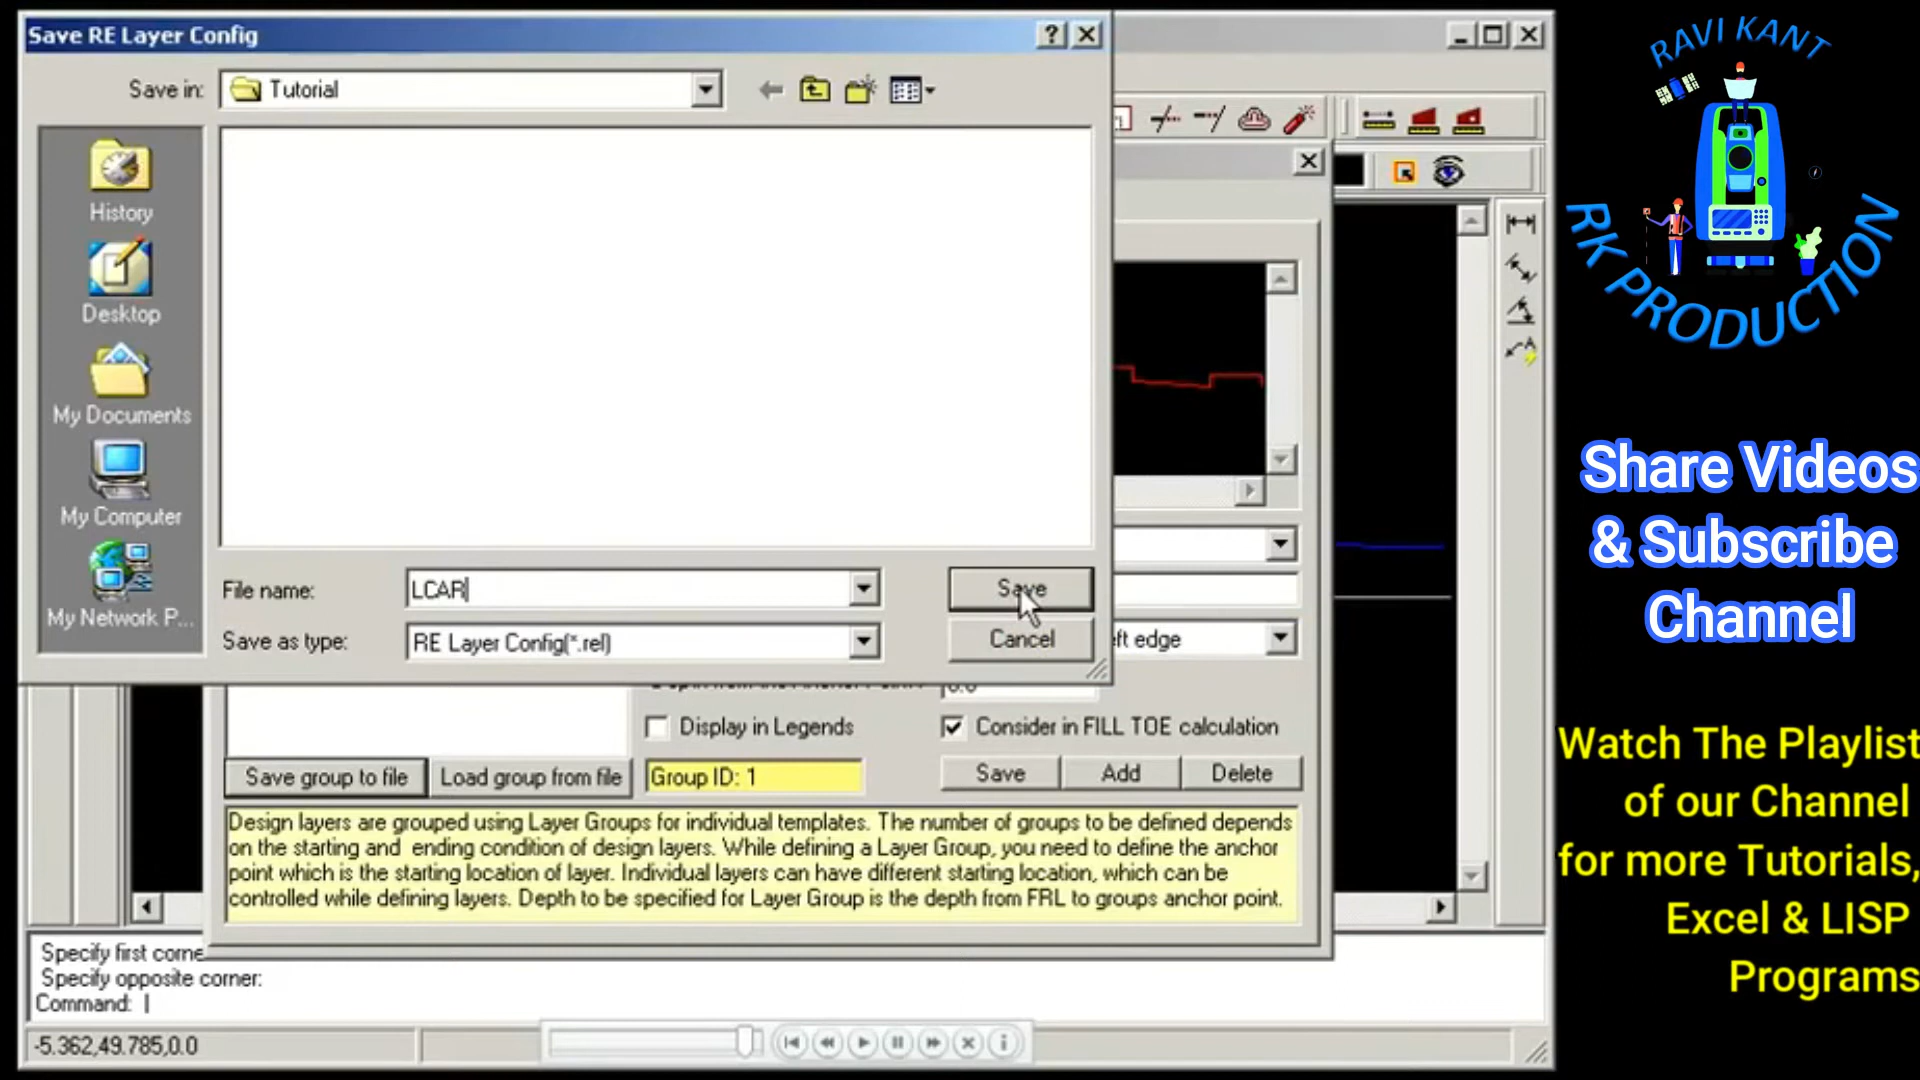 Save RE Layer Config
Save in:
Tutorial
History
Desktop
My Documents
My Computer
My Network P...
File name:
LCAR
Save
Save as type:
RE Layer Config(*.rel)
Cancel
eft edge
Display in Legends
Consider in FILL TOE calculation
Save group to file
Load group from file
Group ID: 1
Save
Add
Delete
Design layers are grouped using Layer Groups for individual templates. The number of groups to be defined depends
on the starting and ending condition of design layers. While defining a Layer Group, you need to define the anchor
point which is the starting location of layer. Individual layers can have different starting location, which can be
controlled while defining layers. Depth to be specified for Layer Group is the depth from FRL to groups anchor point.
Specify first corne
Specify opposite corner:
Command:
-5.362,49.785,0.0
RAVI KANT
RK PRODUCTION
Share Videos
& Subscribe
Channel
Watch The Playlist
of our Channel
for more Tutorials,
Excel & LISP
Programs